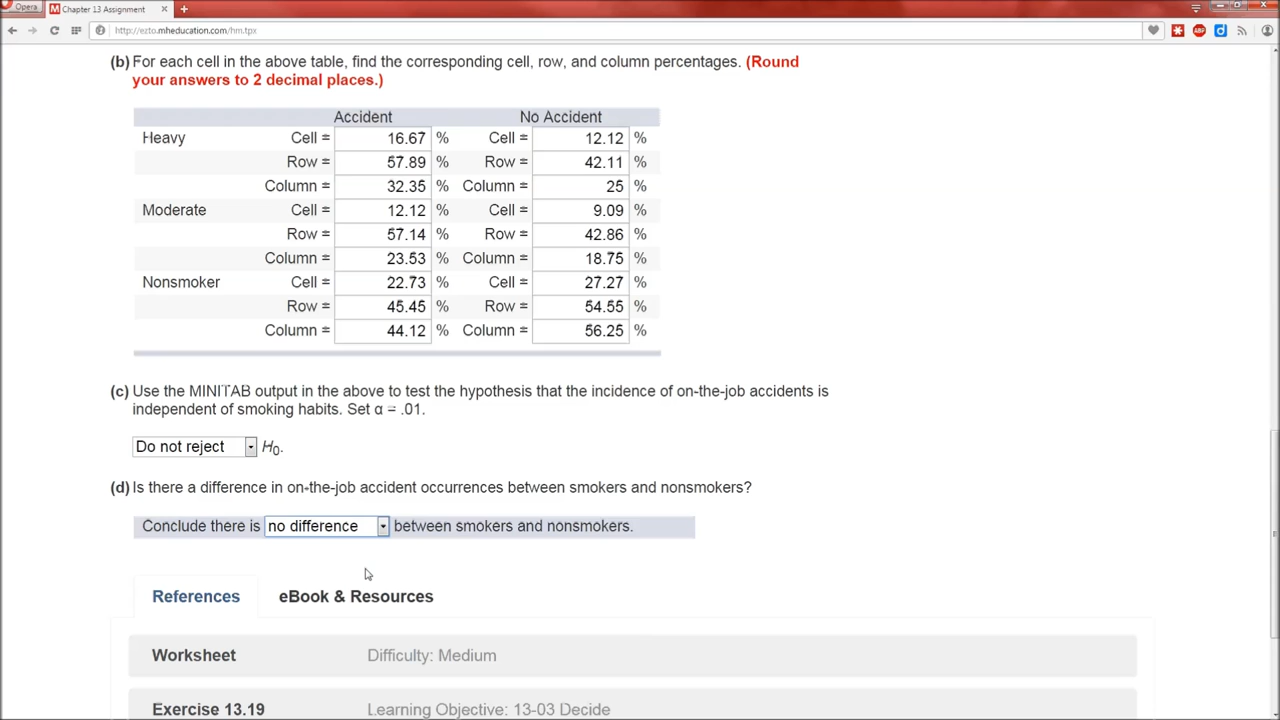 Opera
Chapter 13 Assignment
http://ezto.mheducation.com/hm.tpx
(b) For each cell in the above table, find the corresponding cell, row, and column percentages. (Round
your answers to 2 decimal places.)
Accident No Accident
Heavy Cell = 16.67 % Cell = 12.12 %
Row = 57.89 % Row = 42.11 %
Column = 32.35 % Column = 25 %
Moderate Cell = 12.12 % Cell = 9.09 %
Row = 57.14 % Row = 42.86 %
Column = 23.53 % Column = 18.75 %
Nonsmoker Cell = 22.73 % Cell = 27.27 %
Row = 45.45 % Row = 54.55 %
Column = 44.12 % Column = 56.25 %
(c) Use the MINITAB output in the above to test the hypothesis that the incidence of on-the-job accidents is
independent of smoking habits. Set α = .01.
Do not reject H0.
(d) Is there a difference in on-the-job accident occurrences between smokers and nonsmokers?
Conclude there is no difference between smokers and nonsmokers.
References eBook & Resources
Worksheet Difficulty: Medium
Exercise 13.19 Learning Objective: 13-03 Decide